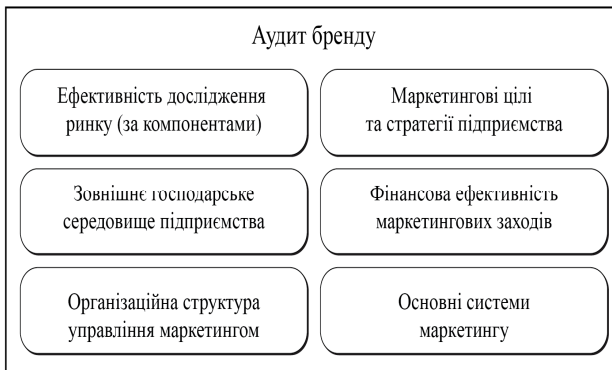 Аудит бренду
Ефективність дослідження
ринку (за компонентами)
Маркетингові цілі
та стратегії підприємства
Зовнішнє господарське
середовище підприємства
Фінансова ефективність
маркетингових заходів
Організаційна структура
управління маркетингом
Основні системи
маркетингу